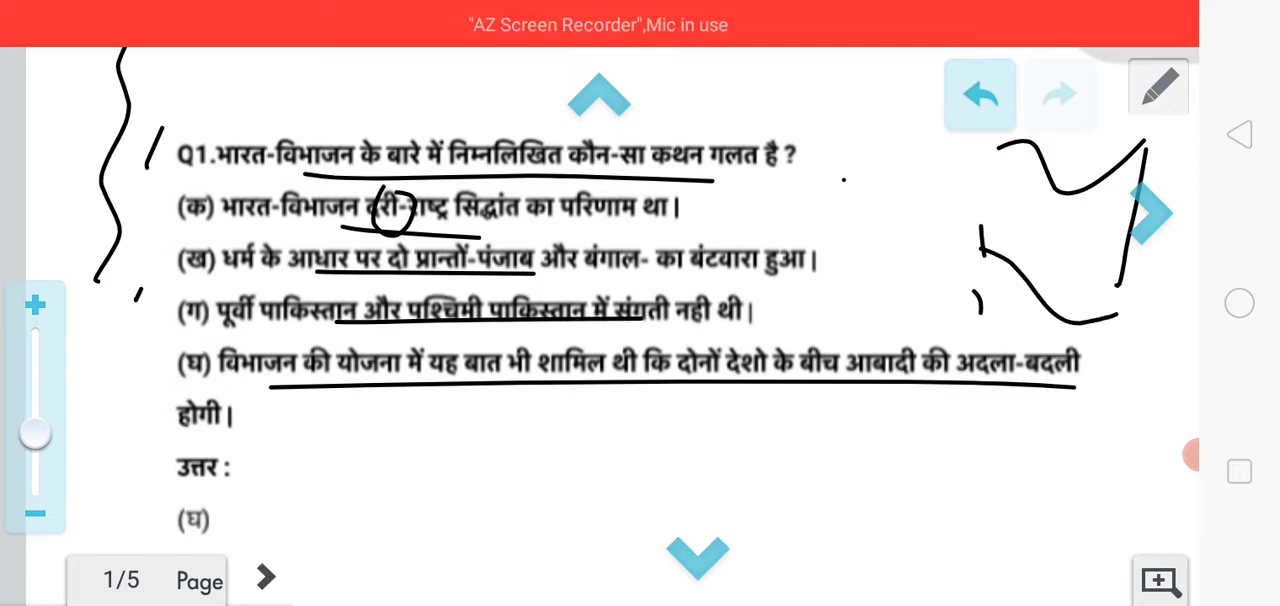 "AZ Screen Recorder",Mic in use
Q1.भारत-विभाजन के बारे में निम्नलिखित कौन-सा कथन गलत है ?
(क) भारत-विभाजन द्वी-राष्ट्र सिद्धांत का परिणाम था|
(ख) धर्म के आधार पर दो प्रान्तों-पंजाब और बंगाल- का बंटवारा हुआ|
(ग) पूर्वी पाकिस्तान और पश्चिमी पाकिस्तान में संगती नही थी|
(घ) विभाजन की योजना में यह बात भी शामिल थी कि दोनों देशो के बीच आबादी की अदला-बदली
होगी|
उत्तर :
(घ)
1/5 Page